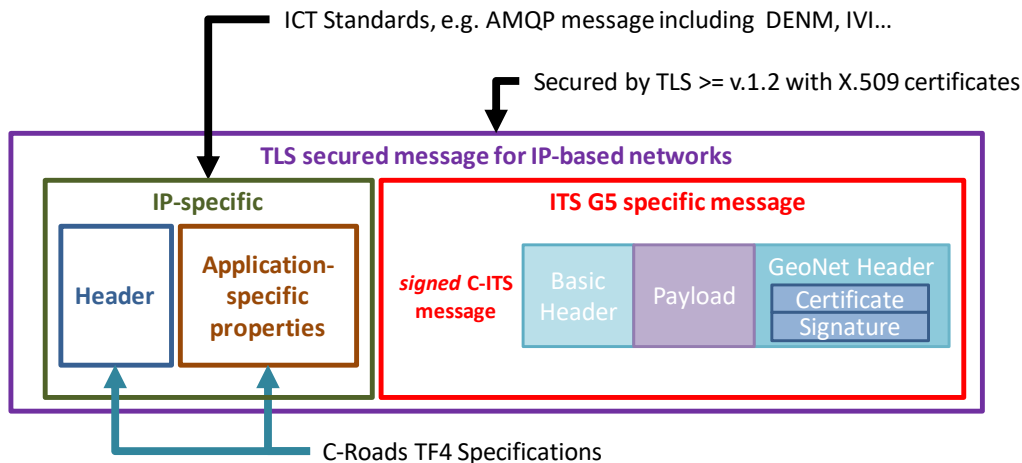 ICT Standards, e.g. AMQP message including DENM, IVI...
Secured by TLS >= v.1.2 with X.509 certificates
TLS secured message for IP-based networks
IP-specific
ITS G5 specific message
Header
Application-
specific
properties
signed C-ITS
message
Basic
Header
Payload
GeoNet Header
Certificate
Signature
C-Roads TF4 Specifications